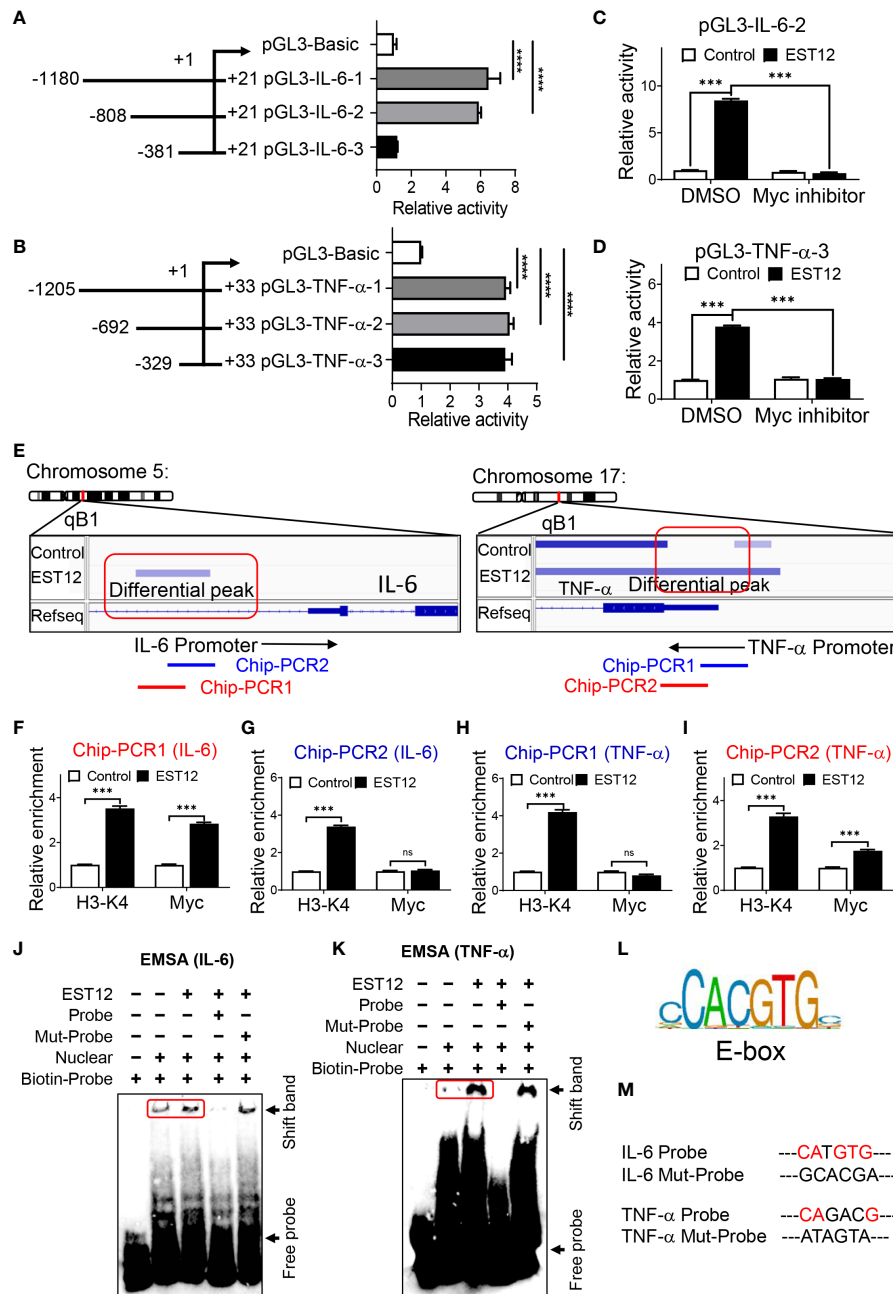 A
+1
-1180
-808
-381
pGL3-Basic
+21 pGL3-IL-6-1
+21 pGL3-IL-6-2
+21 pGL3-IL-6-3
****
****
0 2 4 6 8
Relative activity
B
+1
-1205
-692
-329
pGL3-Basic
+33 pGL3-TNF-α-1
+33 pGL3-TNF-α-2
+33 pGL3-TNF-α-3
****
****
****
0 1 2 3 4 5
Relative activity
C
pGL3-IL-6-2
Control EST12
Relative activity
10
5
0
*** ***
DMSO Myc inhibitor
D
pGL3-TNF-α-3
Control EST12
Relative activity
6
4
2
0
*** ***
DMSO Myc inhibitor
E
Chromosome 5:
qB1
Control
EST12
Differential peak
IL-6
Refseq
IL-6 Promoter
Chip-PCR2
Chip-PCR1
Chromosome 17:
qB1
Control
EST12
TNF-α Differential peak
Refseq
TNF-α Promoter
Chip-PCR1
Chip-PCR2
F
Chip-PCR1 (IL-6)
Control EST12
Relative enrichment
4
2
0
*** ***
H3-K4 Myc
G
Chip-PCR2 (IL-6)
Control EST12
Relative enrichment
6
4
2
0
*** ns
H3-K4 Myc
H
Chip-PCR1 (TNF-α)
Control EST12
Relative enrichment
6
4
2
0
*** ns
H3-K4 Myc
I
Chip-PCR2 (TNF-α)
Control EST12
Relative enrichment
4
2
0
*** ***
H3-K4 Myc
J
EMSA (IL-6)
EST12 − − + + +
Probe − − − + −
Mut-Probe − − − − +
Nuclear − + + + +
Biotin-Probe + + + + +
Shift band
Free probe
K
EMSA (TNF-α)
EST12 − − + + +
Probe − − − + −
Mut-Probe − − − − +
Nuclear − + + + +
Biotin-Probe + + + + +
Shift band
Free probe
L
CCACGTGC
E-box
M
IL-6 Probe ---CATGTG---
IL-6 Mut-Probe ---GCACGA---
TNF-α Probe ---CAGACG---
TNF-α Mut-Probe ---ATAGTA---